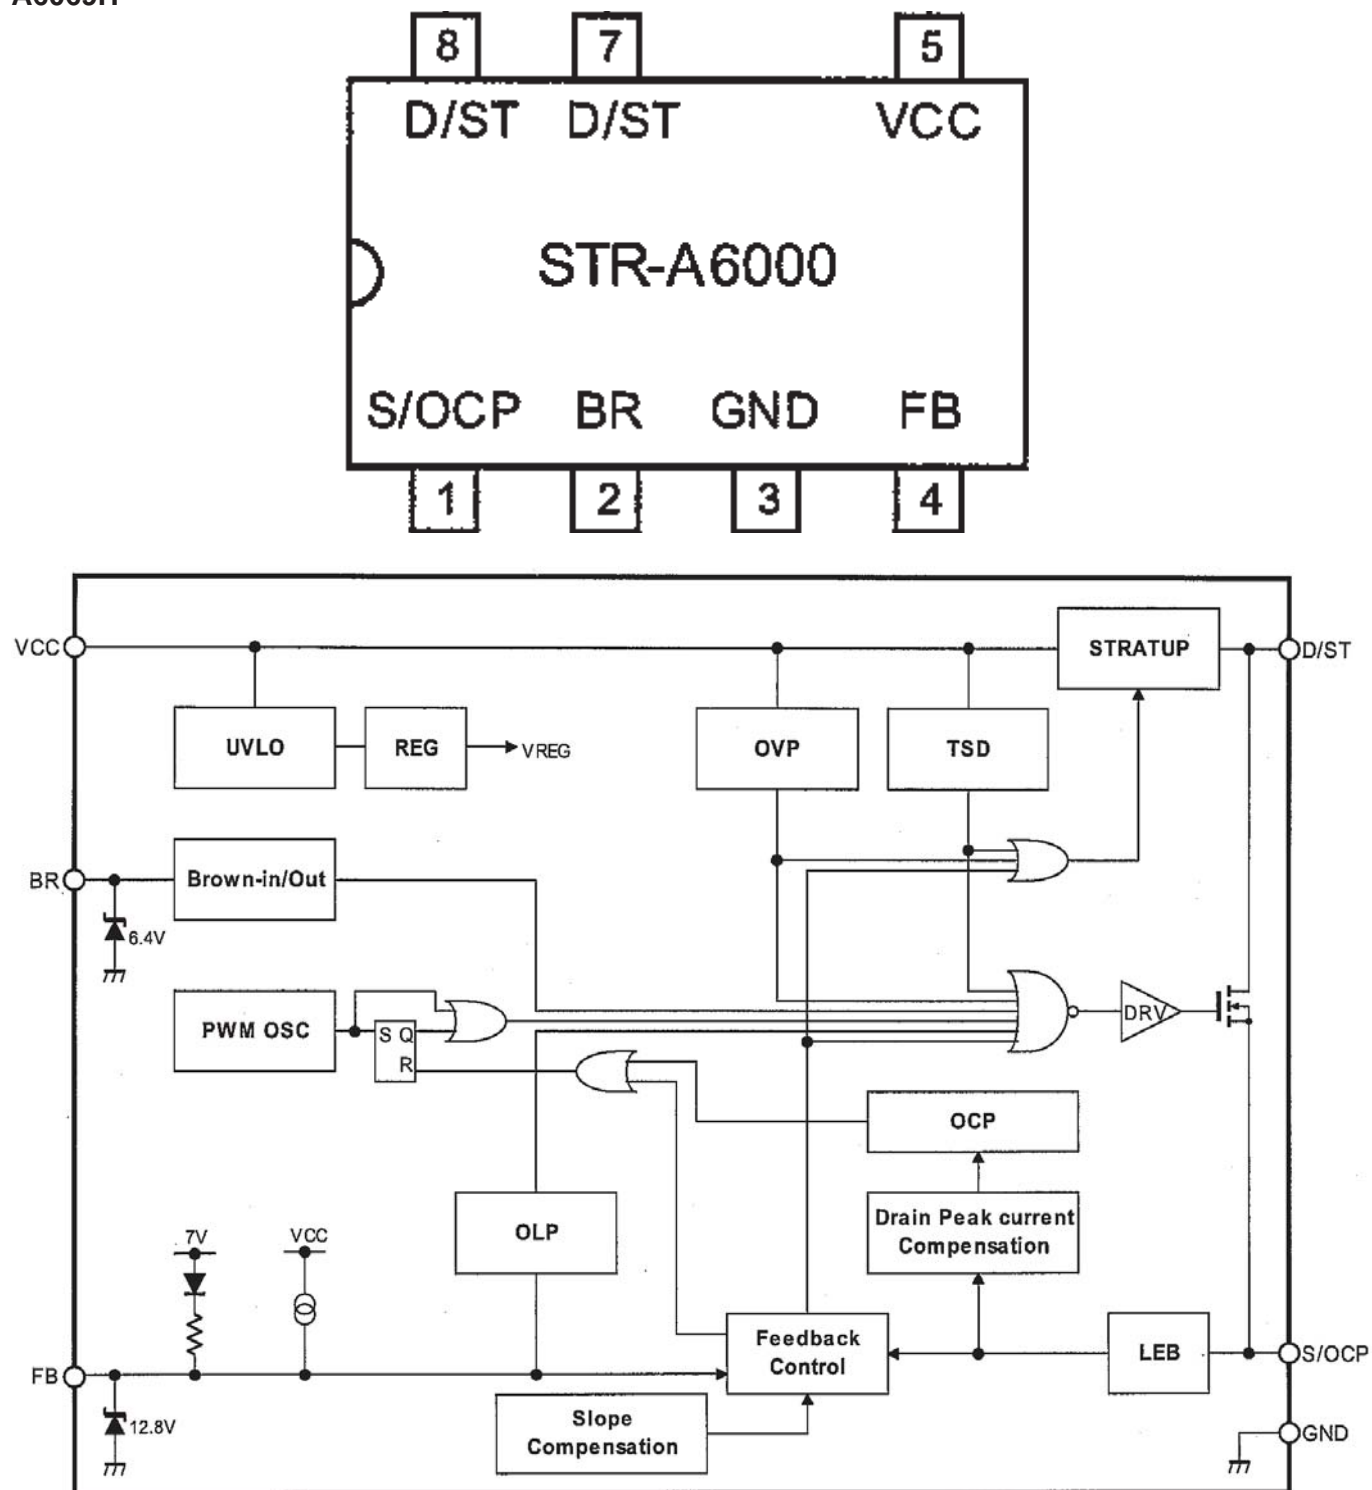 8 7 5
D/ST D/ST VCC
STR-A6000
S/OCP BR GND FB
1 2 3 4
VCC
STRATUP
D/ST
UVLO
REG
VREG
OVP
TSD
BR
Brown-in/Out
6.4V
PWM OSC
S Q
R
DRV
OCP
OLP
Drain Peak current
Compensation
7V
VCC
Feedback
Control
LEB
S/OCP
FB
12.8V
Slope
Compensation
GND